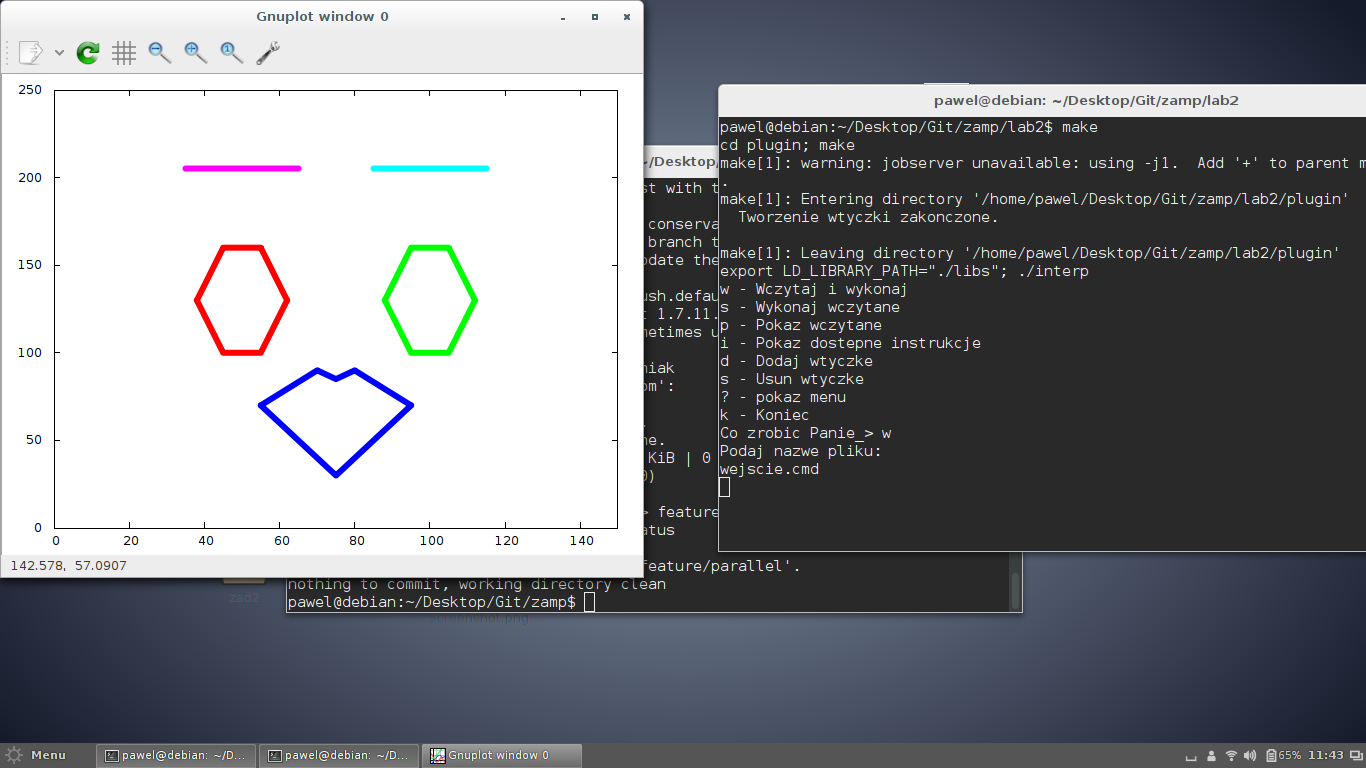 Gnuplot window 0
250
200
150
100
50
0
0 20 40 60 80 100 120 140
142.578, 57.0907
pawel@debian: ~/Desktop/Git/zamp/lab2
pawel@debian:~/Desktop/Git/zamp/lab2$ make
cd plugin; make
make[1]: warning: jobserver unavailable: using -j1.  Add '+' to parent m
.
make[1]: Entering directory '/home/pawel/Desktop/Git/zamp/lab2/plugin'
  Tworzenie wtyczki zakonczone.
make[1]: Leaving directory '/home/pawel/Desktop/Git/zamp/lab2/plugin'
export LD_LIBRARY_PATH="./libs"; ./interp
w - Wczytaj i wykonaj
s - Wykonaj wczytane
p - Pokaz wczytane
i - Pokaz dostepne instrukcje
d - Dodaj wtyczke
s - Usun wtyczke
? - pokaz menu
k - Koniec
Co zrobic Panie_> w
Podaj nazwe pliku:
wejscie.cmd
~/Desktop
st with t
conserva
branch t
date the
ush.defau
1.7.11.
metimes u
niak
om':
.
ne.
KiB | 0
0)
> feature
atus
feature/parallel'.
nothing to commit, working directory clean
pawel@debian:~/Desktop/Git/zamp$
zad2
screenshot.png
Menu
pawel@debian: ~/D...
pawel@debian: ~/D...
Gnuplot window 0
65%
11:43